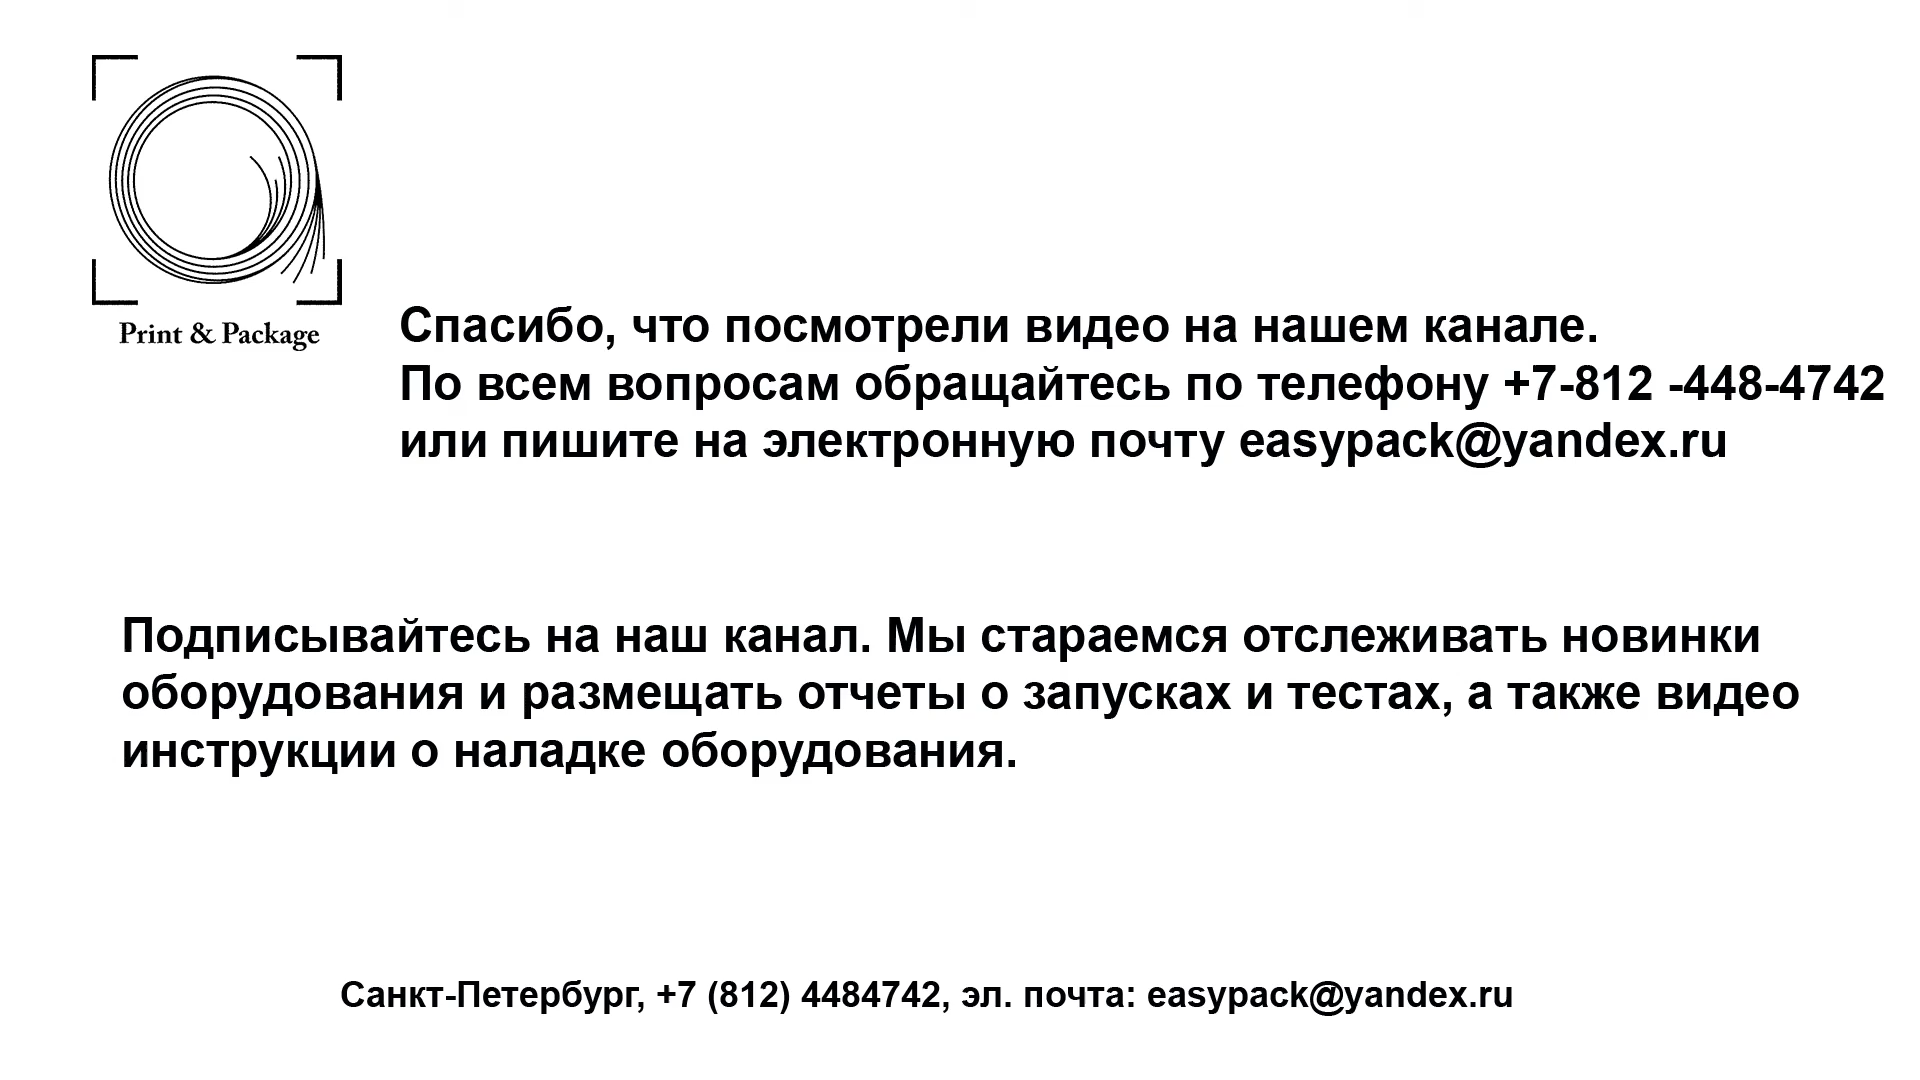 Print & Package
Спасибо, что посмотрели видео на нашем канале.
По всем вопросам обращайтесь по телефону +7-812 -448-4742
или пишите на электронную почту easypack@yandex.ru
Подписывайтесь на наш канал. Мы стараемся отслеживать новинки
оборудования и размещать отчеты о запусках и тестах, а также видео
инструкции о наладке оборудования.
Санкт-Петербург, +7 (812) 4484742, эл. почта: easypack@yandex.ru